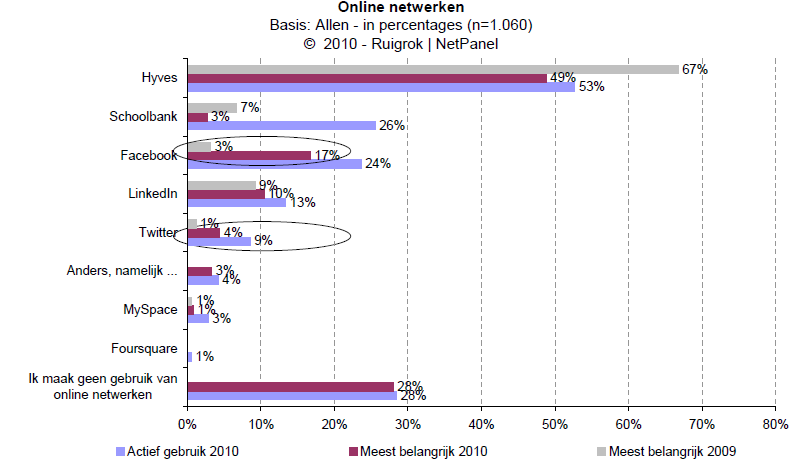 Online netwerken
Basis: Allen - in percentages (n=1.060)
© 2010 - Ruigrok | NetPanel
Hyves
67%
49%
53%
Schoolbank
7%
3%
26%
Facebook
3%
17%
24%
LinkedIn
9%
10%
13%
Twitter
1%
4%
9%
Anders, namelijk ...
3%
4%
MySpace
1%
1%
3%
Foursquare
1%
Ik maak geen gebruik van
online netwerken
28%
28%
0% 10% 20% 30% 40% 50% 60% 70% 80%
Actief gebruik 2010 Meest belangrijk 2010 Meest belangrijk 2009